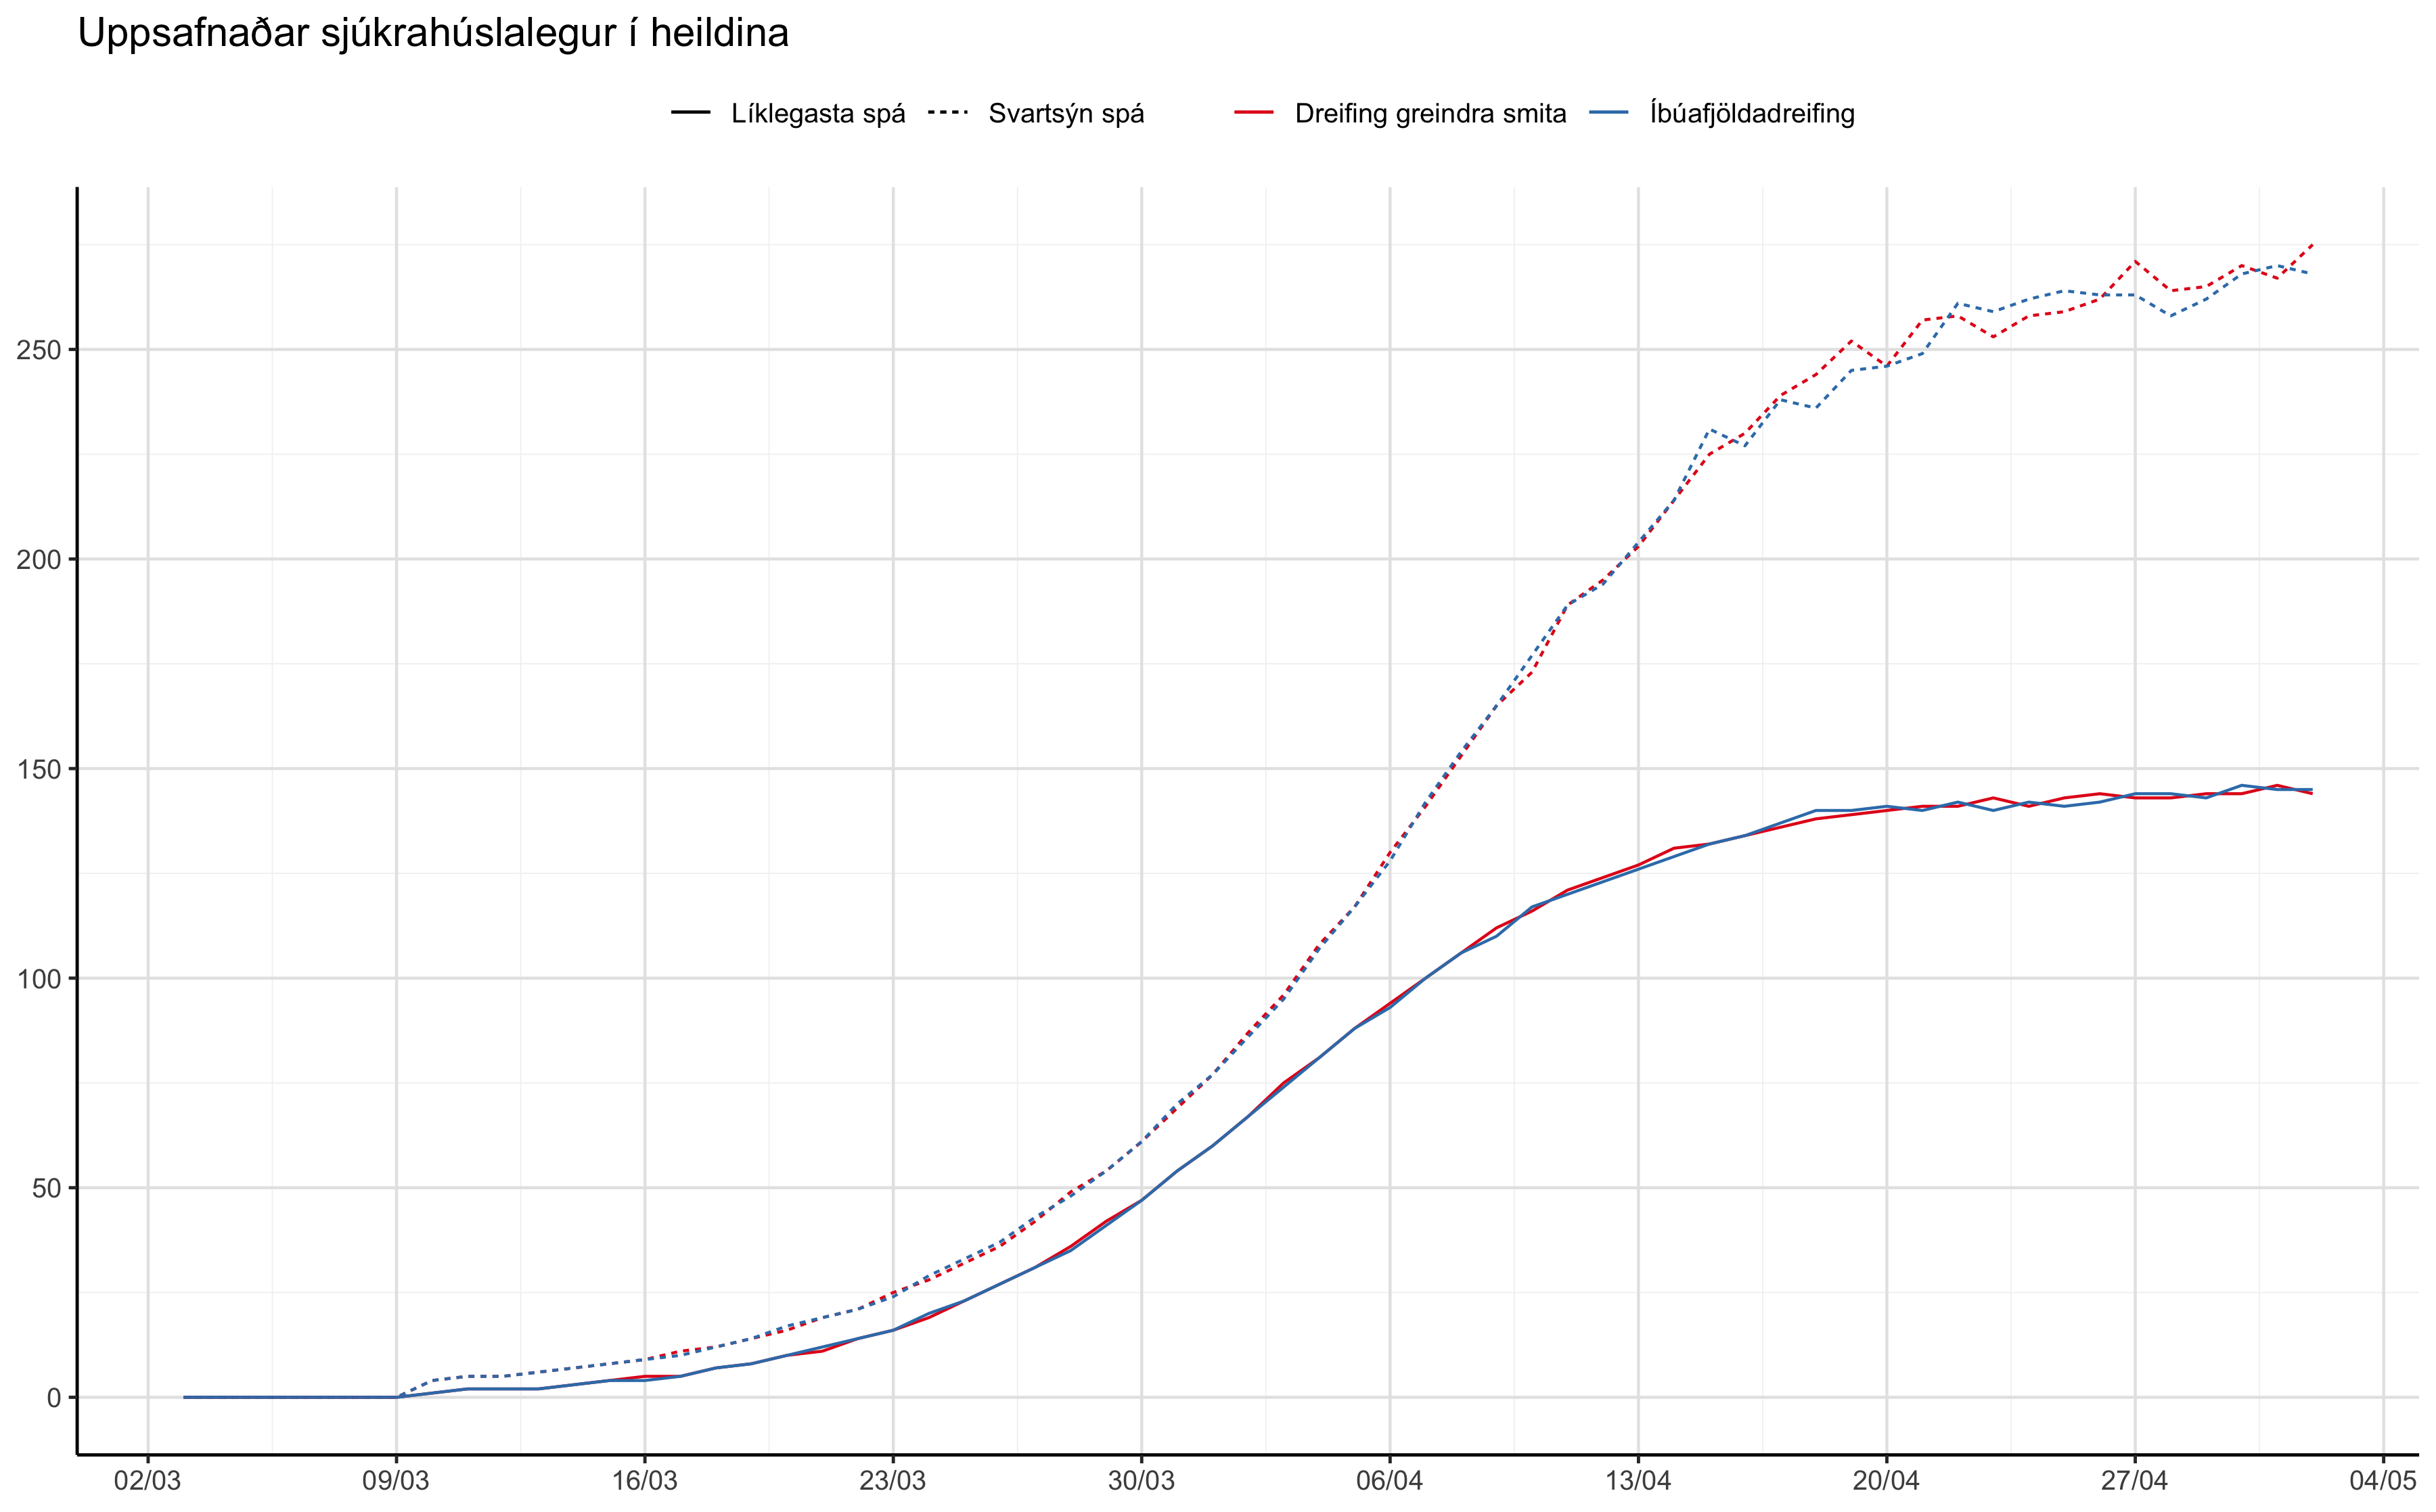 Uppsafnaðar sjúkrahúslalegur í heildina
Líklegasta spá Svartsýn spá Dreifing greindra smita Íbúafjöldadreifing
250
200
150
100
50
0
02/03 09/03 16/03 23/03 30/03 06/04 13/04 20/04 27/04 04/05